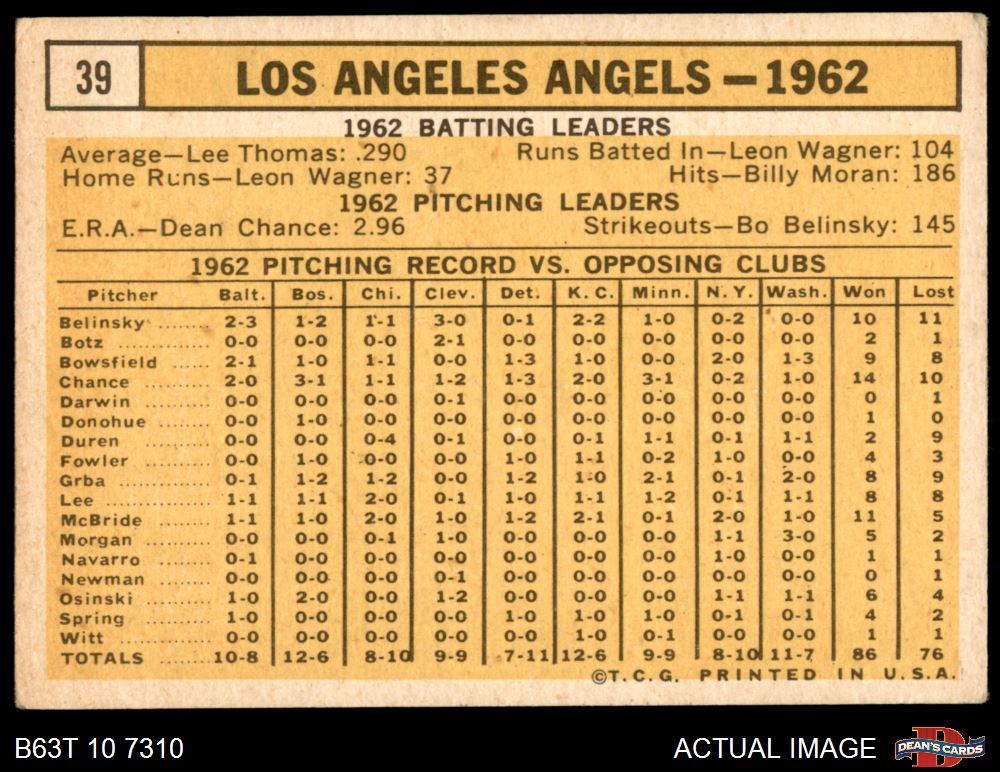 39 LOS ANGELES ANGELS—1962
1962 BATTING LEADERS
Average—Lee Thomas: .290 Runs Batted In—Leon Wagner: 104
Home Runs—Leon Wagner: 37 Hits—Billy Moran: 186
1962 PITCHING LEADERS
E.R.A.—Dean Chance: 2.96 Strikeouts—Bo Belinsky: 145
1962 PITCHING RECORD VS. OPPOSING CLUBS
Pitcher Balt. Bos. Chi. Clev. Det. K.C. Minn. N.Y. Wash. Won Lost
Belinsky ....... 2-3 1-2 1-1 3-0 0-1 2-2 1-0 0-2 0-0 10 11
Botz ............ 0-0 0-0 0-0 2-1 0-0 0-0 0-0 0-0 0-0 2 1
Bowsfield ...... 2-1 1-0 1-1 0-0 1-3 1-0 0-0 2-0 1-3 9 8
Chance ......... 2-0 3-1 1-1 1-2 1-3 2-0 3-1 0-2 1-0 14 10
Darwin ......... 0-0 0-0 0-0 0-1 0-0 0-0 0-0 0-0 0-0 0 1
Donohue ....... 0-0 1-0 0-0 0-0 0-0 0-0 0-0 0-0 0-0 1 0
Duren .......... 0-0 0-0 0-4 0-1 0-0 0-1 1-1 0-1 1-1 2 9
Fowler ......... 0-0 1-0 0-0 0-0 1-0 1-1 0-2 1-0 0-0 4 3
Grba ............ 0-1 1-2 1-2 0-0 1-2 1-0 2-1 0-1 2-0 8 9
Lee .............. 1-1 1-1 2-0 0-1 1-0 1-1 1-2 0-1 1-1 8 8
McBride ........ 1-1 1-0 2-0 1-0 1-2 2-1 0-1 2-0 1-0 11 5
Morgan ......... 0-0 0-0 0-1 1-0 0-0 0-0 0-0 1-1 3-0 5 2
Navarro ........ 0-1 0-0 0-0 0-0 0-0 0-0 0-0 1-0 0-0 1 1
Newman ........ 0-0 0-0 0-0 0-1 0-0 0-0 0-0 0-0 0-0 0 1
Osinski ......... 1-0 2-0 0-0 1-2 0-0 0-0 0-0 1-1 1-1 6 4
Spring .......... 1-0 0-0 0-0 0-0 1-0 1-0 1-0 0-1 0-1 4 2
Witt ............. 0-0 0-0 0-0 0-0 0-0 1-0 0-1 0-0 0-0 1 1
TOTALS .......10-8 12-6 8-10 9-9 7-11 12-6 9-9 8-10 11-7 86 76
©T.C.G. PRINTED IN U.S.A.
B63T 10 7310 ACTUAL IMAGE DEAN'S CARDS